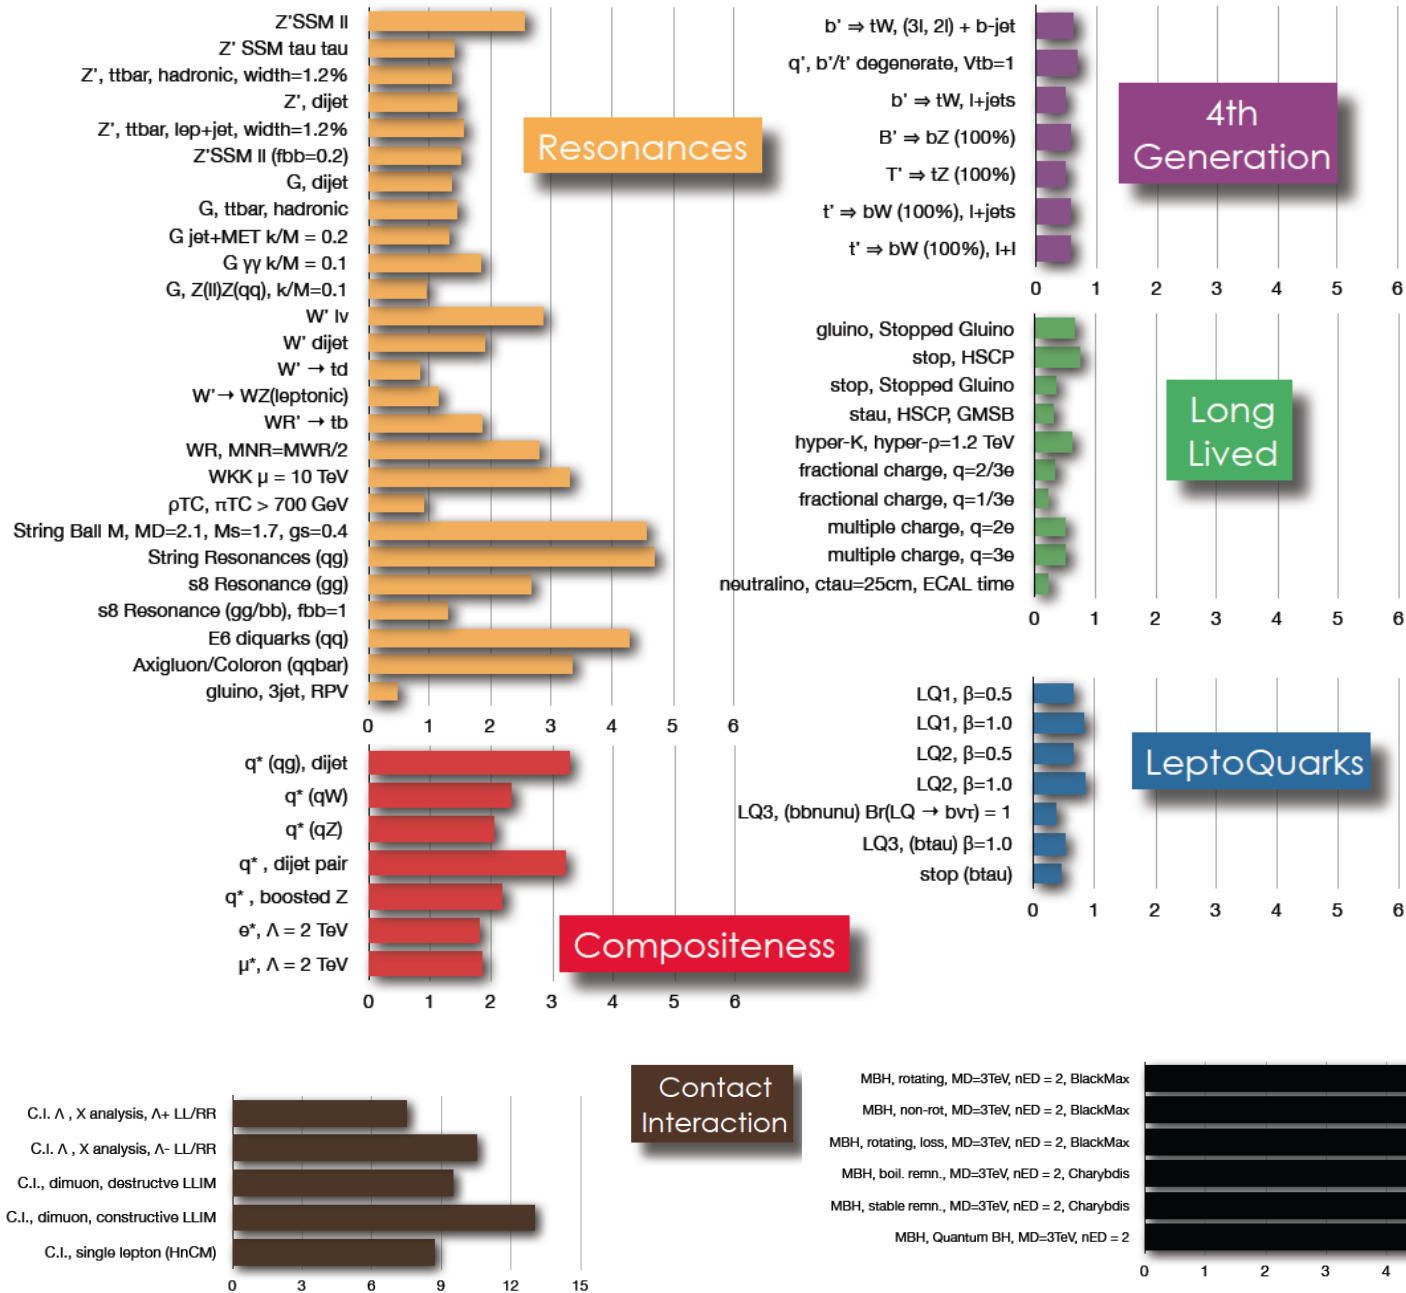 Z'SSM ll
Z' SSM tau tau
Z', ttbar, hadronic, width=1.2%
Z', dijet
Z', ttbar, lep+jet, width=1.2%
Z'SSM ll (fbb=0.2)
G, dijet
G, ttbar, hadronic
G jet+MET k/M = 0.2
G γγ k/M = 0.1
G, Z(ll)Z(qq), k/M=0.1
W' lν
W' dijet
W' → td
W'→ WZ(leptonic)
WR' → tb
WR, MNR=MWR/2
WKK μ = 10 TeV
ρTC, πTC > 700 GeV
String Ball M, MD=2.1, Ms=1.7, gs=0.4
String Resonances (qg)
s8 Resonance (gg)
s8 Resonance (gg/bb), fbb=1
E6 diquarks (qq)
Axigluon/Coloron (qqbar)
gluino, 3jet, RPV
0 1 2 3 4 5 6
Resonances
q* (qg), dijet
q* (qW)
q* (qZ)
q* , dijet pair
q* , boosted Z
e*, Λ = 2 TeV
μ*, Λ = 2 TeV
0 1 2 3 4 5 6
Compositeness
b' ⇒ tW, (3l, 2l) + b-jet
q', b'/t' degenerate, Vtb=1
b' ⇒ tW, l+jets
B' ⇒ bZ (100%)
T' ⇒ tZ (100%)
t' ⇒ bW (100%), l+jets
t' ⇒ bW (100%), l+l
0 1 2 3 4 5 6
4th
Generation
gluino, Stopped Gluino
stop, HSCP
stop, Stopped Gluino
stau, HSCP, GMSB
hyper-K, hyper-ρ=1.2 TeV
fractional charge, q=2/3e
fractional charge, q=1/3e
multiple charge, q=2e
multiple charge, q=3e
neutralino, ctau=25cm, ECAL time
0 1 2 3 4 5 6
Long
Lived
LQ1, β=0.5
LQ1, β=1.0
LQ2, β=0.5
LQ2, β=1.0
LQ3, (bbnunu) Br(LQ → bντ) = 1
LQ3, (btau) β=1.0
stop (btau)
0 1 2 3 4 5 6
LeptoQuarks
C.I. Λ , X analysis, Λ+ LL/RR
C.I. Λ , X analysis, Λ- LL/RR
C.I., dimuon, destructve LLIM
C.I., dimuon, constructive LLIM
C.I., single lepton (HnCM)
0 3 6 9 12 15
Contact
Interaction
MBH, rotating, MD=3TeV, nED = 2, BlackMax
MBH, non-rot, MD=3TeV, nED = 2, BlackMax
MBH, rotating, loss, MD=3TeV, nED = 2, BlackMax
MBH, boil. remn., MD=3TeV, nED = 2, Charybdis
MBH, stable remn., MD=3TeV, nED = 2, Charybdis
MBH, Quantum BH, MD=3TeV, nED = 2
0 1 2 3 4